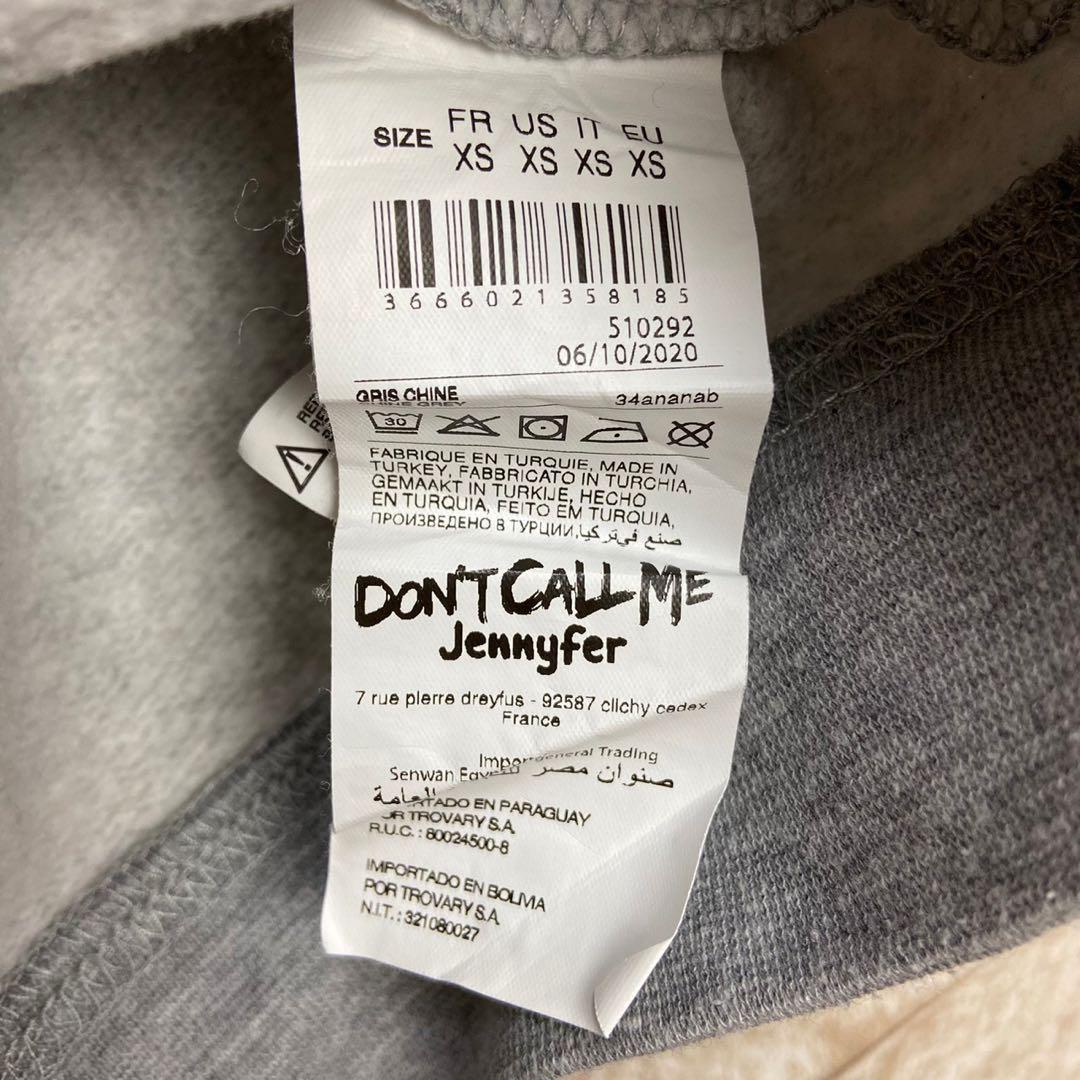 SIZE FR US IT EU
XS XS XS XS
3666021358185
510292
06/10/2020
GRIS CHINE 34ananab
30
FABRIQUE EN TURQUIE, MADE IN
TURKEY, FABBRICATO IN TURCHIA,
GEMAAKT IN TURKIJE, HECHO
EN TURQUIA, FEITO EM TURQUIA,
ПРОИЗВЕДЕНО В ТУРЦИИ, صنع في تركيا
DON'T CALL ME
Jennyfer
7 rue pierre dreyfus - 92587 clichy cedex
France
General Trading
Senwan
صنوان مصر
العامة
EN PARAGUAY
TROVARY S.A
R.U.C. : 80024500-8
IMPORTADO EN BOLIVIA
POR TROVARY S.A
N.I.T. : 321080027